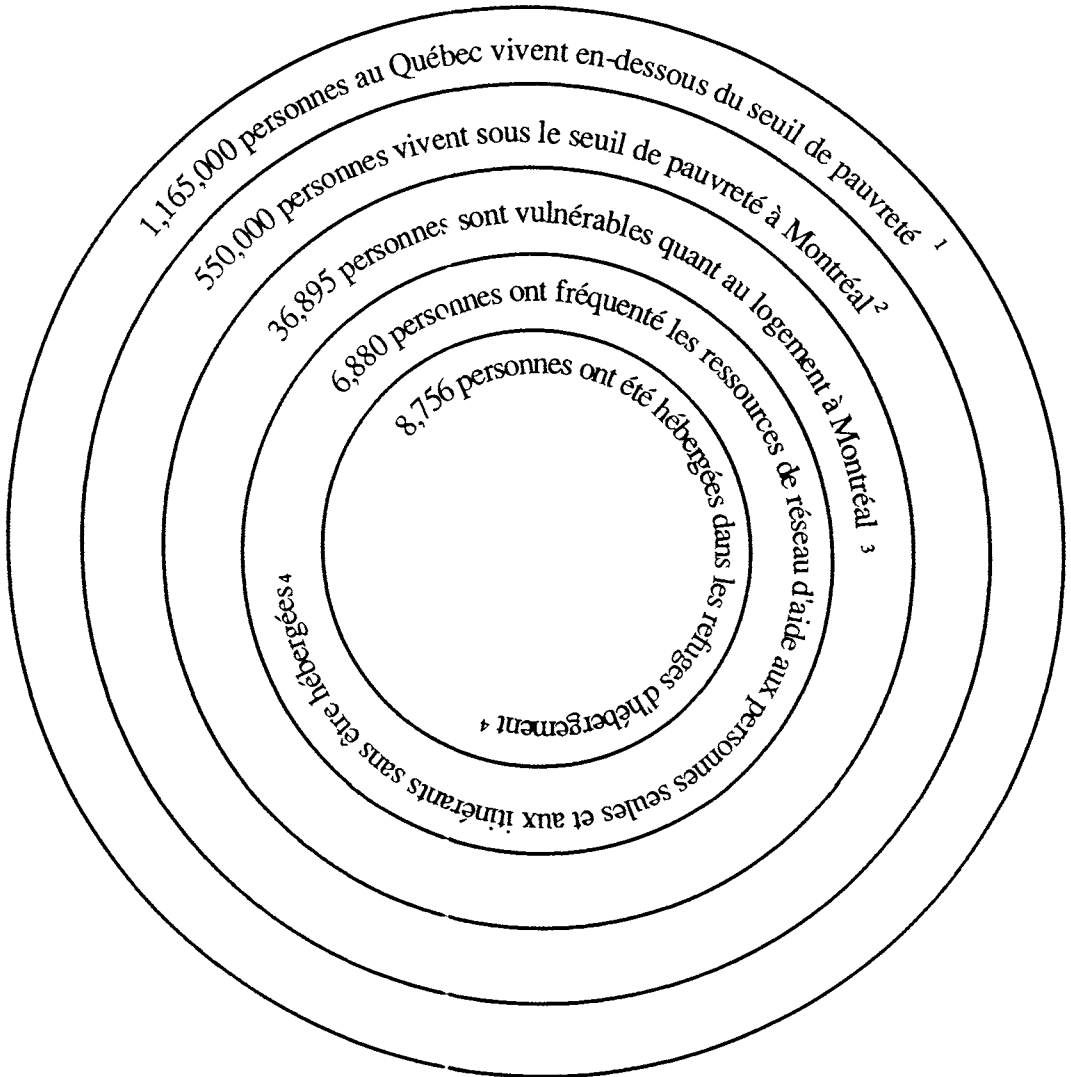 1,165,000 personnes au Québec vivent en-dessous du seuil de pauvreté 1
550,000 personnes vivent sous le seuil de pauvreté à Montréal 2
36,895 personnes sont vulnérables quant au logement à Montréal 3
6,880 personnes ont fréquenté les ressources de réseau d'aide aux personnes seules et aux itinérants sans être hébergées 4
8,756 personnes ont été hébergées dans les refuges d'hébergement 4